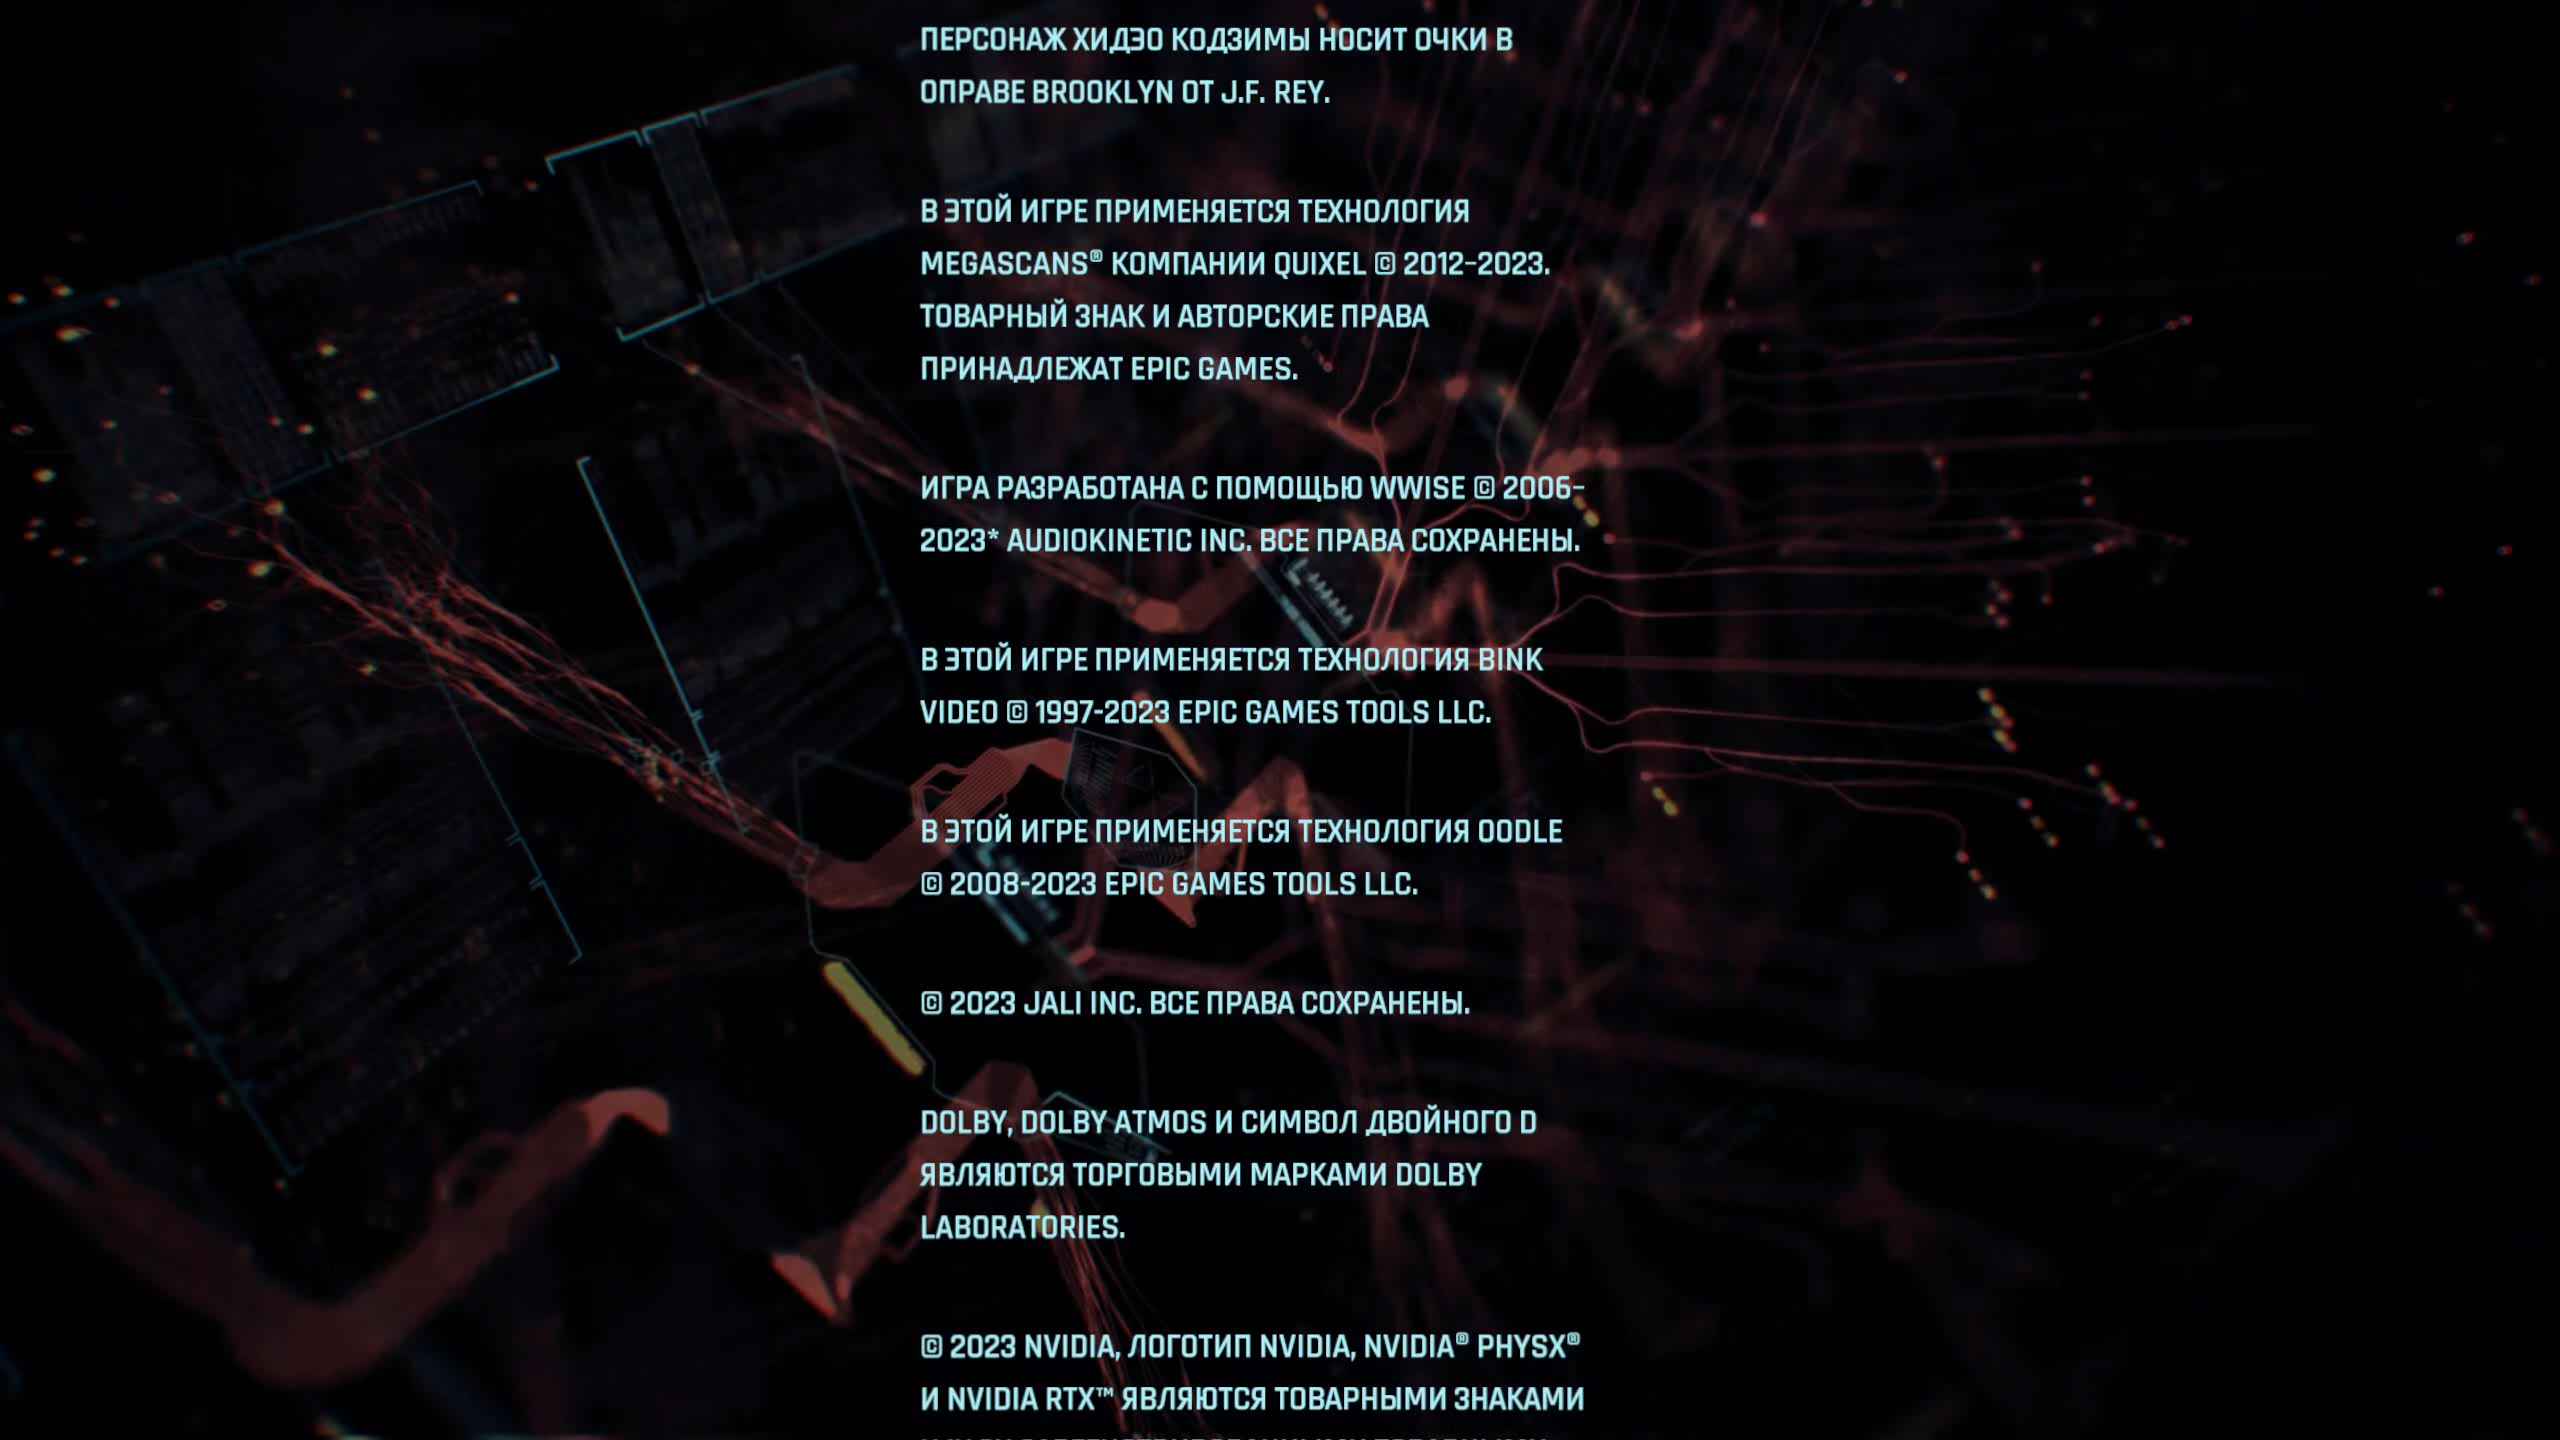 ПЕРСОНАЖ ХИДЭО КОДЗИМЫ НОСИТ ОЧКИ В
ОПРАВЕ BROOKLYN ОТ J.F. REY.
В ЭТОЙ ИГРЕ ПРИМЕНЯЕТСЯ ТЕХНОЛОГИЯ
MEGASCANS® КОМПАНИИ QUIXEL © 2012–2023.
ТОВАРНЫЙ ЗНАК И АВТОРСКИЕ ПРАВА
ПРИНАДЛЕЖАТ EPIC GAMES.
ИГРА РАЗРАБОТАНА С ПОМОЩЬЮ WWISE © 2006–
2023* AUDIOKINETIC INC. ВСЕ ПРАВА СОХРАНЕНЫ.
В ЭТОЙ ИГРЕ ПРИМЕНЯЕТСЯ ТЕХНОЛОГИЯ BINK
VIDEO © 1997-2023 EPIC GAMES TOOLS LLC.
В ЭТОЙ ИГРЕ ПРИМЕНЯЕТСЯ ТЕХНОЛОГИЯ OODLE
© 2008-2023 EPIC GAMES TOOLS LLC.
© 2023 JALI INC. ВСЕ ПРАВА СОХРАНЕНЫ.
DOLBY, DOLBY ATMOS И СИМВОЛ ДВОЙНОГО D
ЯВЛЯЮТСЯ ТОРГОВЫМИ МАРКАМИ DOLBY
LABORATORIES.
© 2023 NVIDIA, ЛОГОТИП NVIDIA, NVIDIA® PHYSX®
И NVIDIA RTX™ ЯВЛЯЮТСЯ ТОВАРНЫМИ ЗНАКАМИ